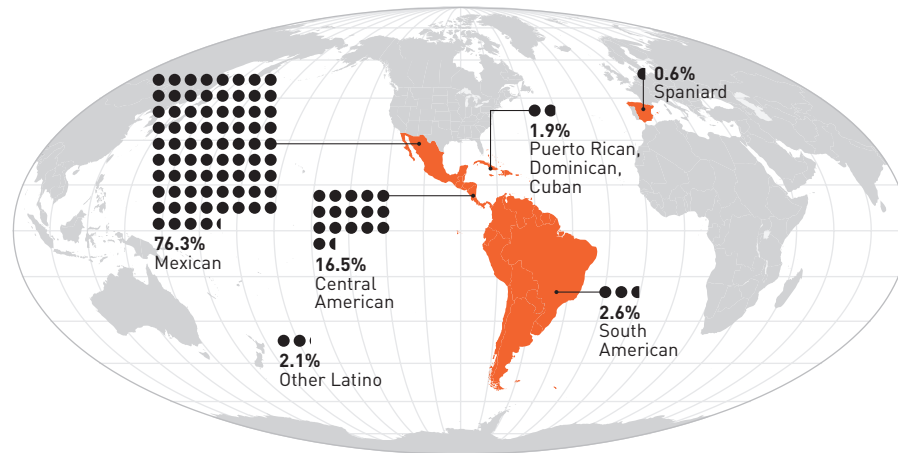 0.6%
Spaniard
1.9%
Puerto Rican,
Dominican,
Cuban
76.3%
Mexican
16.5%
Central
American
2.6%
South
American
2.1%
Other Latino